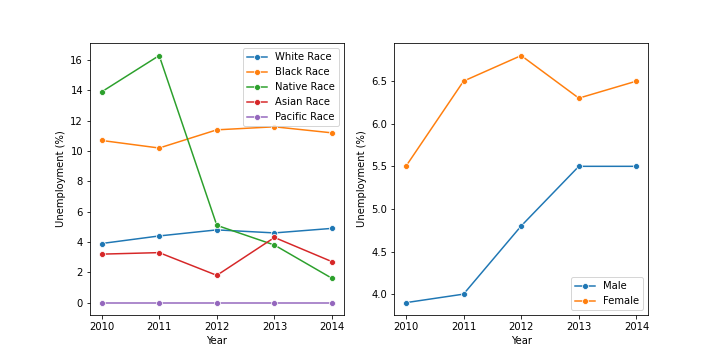 16
14
12
10
8
6
4
2
0
Unemployment (%)
2010 2011 2012 2013 2014
Year
White Race
Black Race
Native Race
Asian Race
Pacific Race
6.5
6.0
5.5
5.0
4.5
4.0
Unemployment (%)
2010 2011 2012 2013 2014
Year
Male
Female